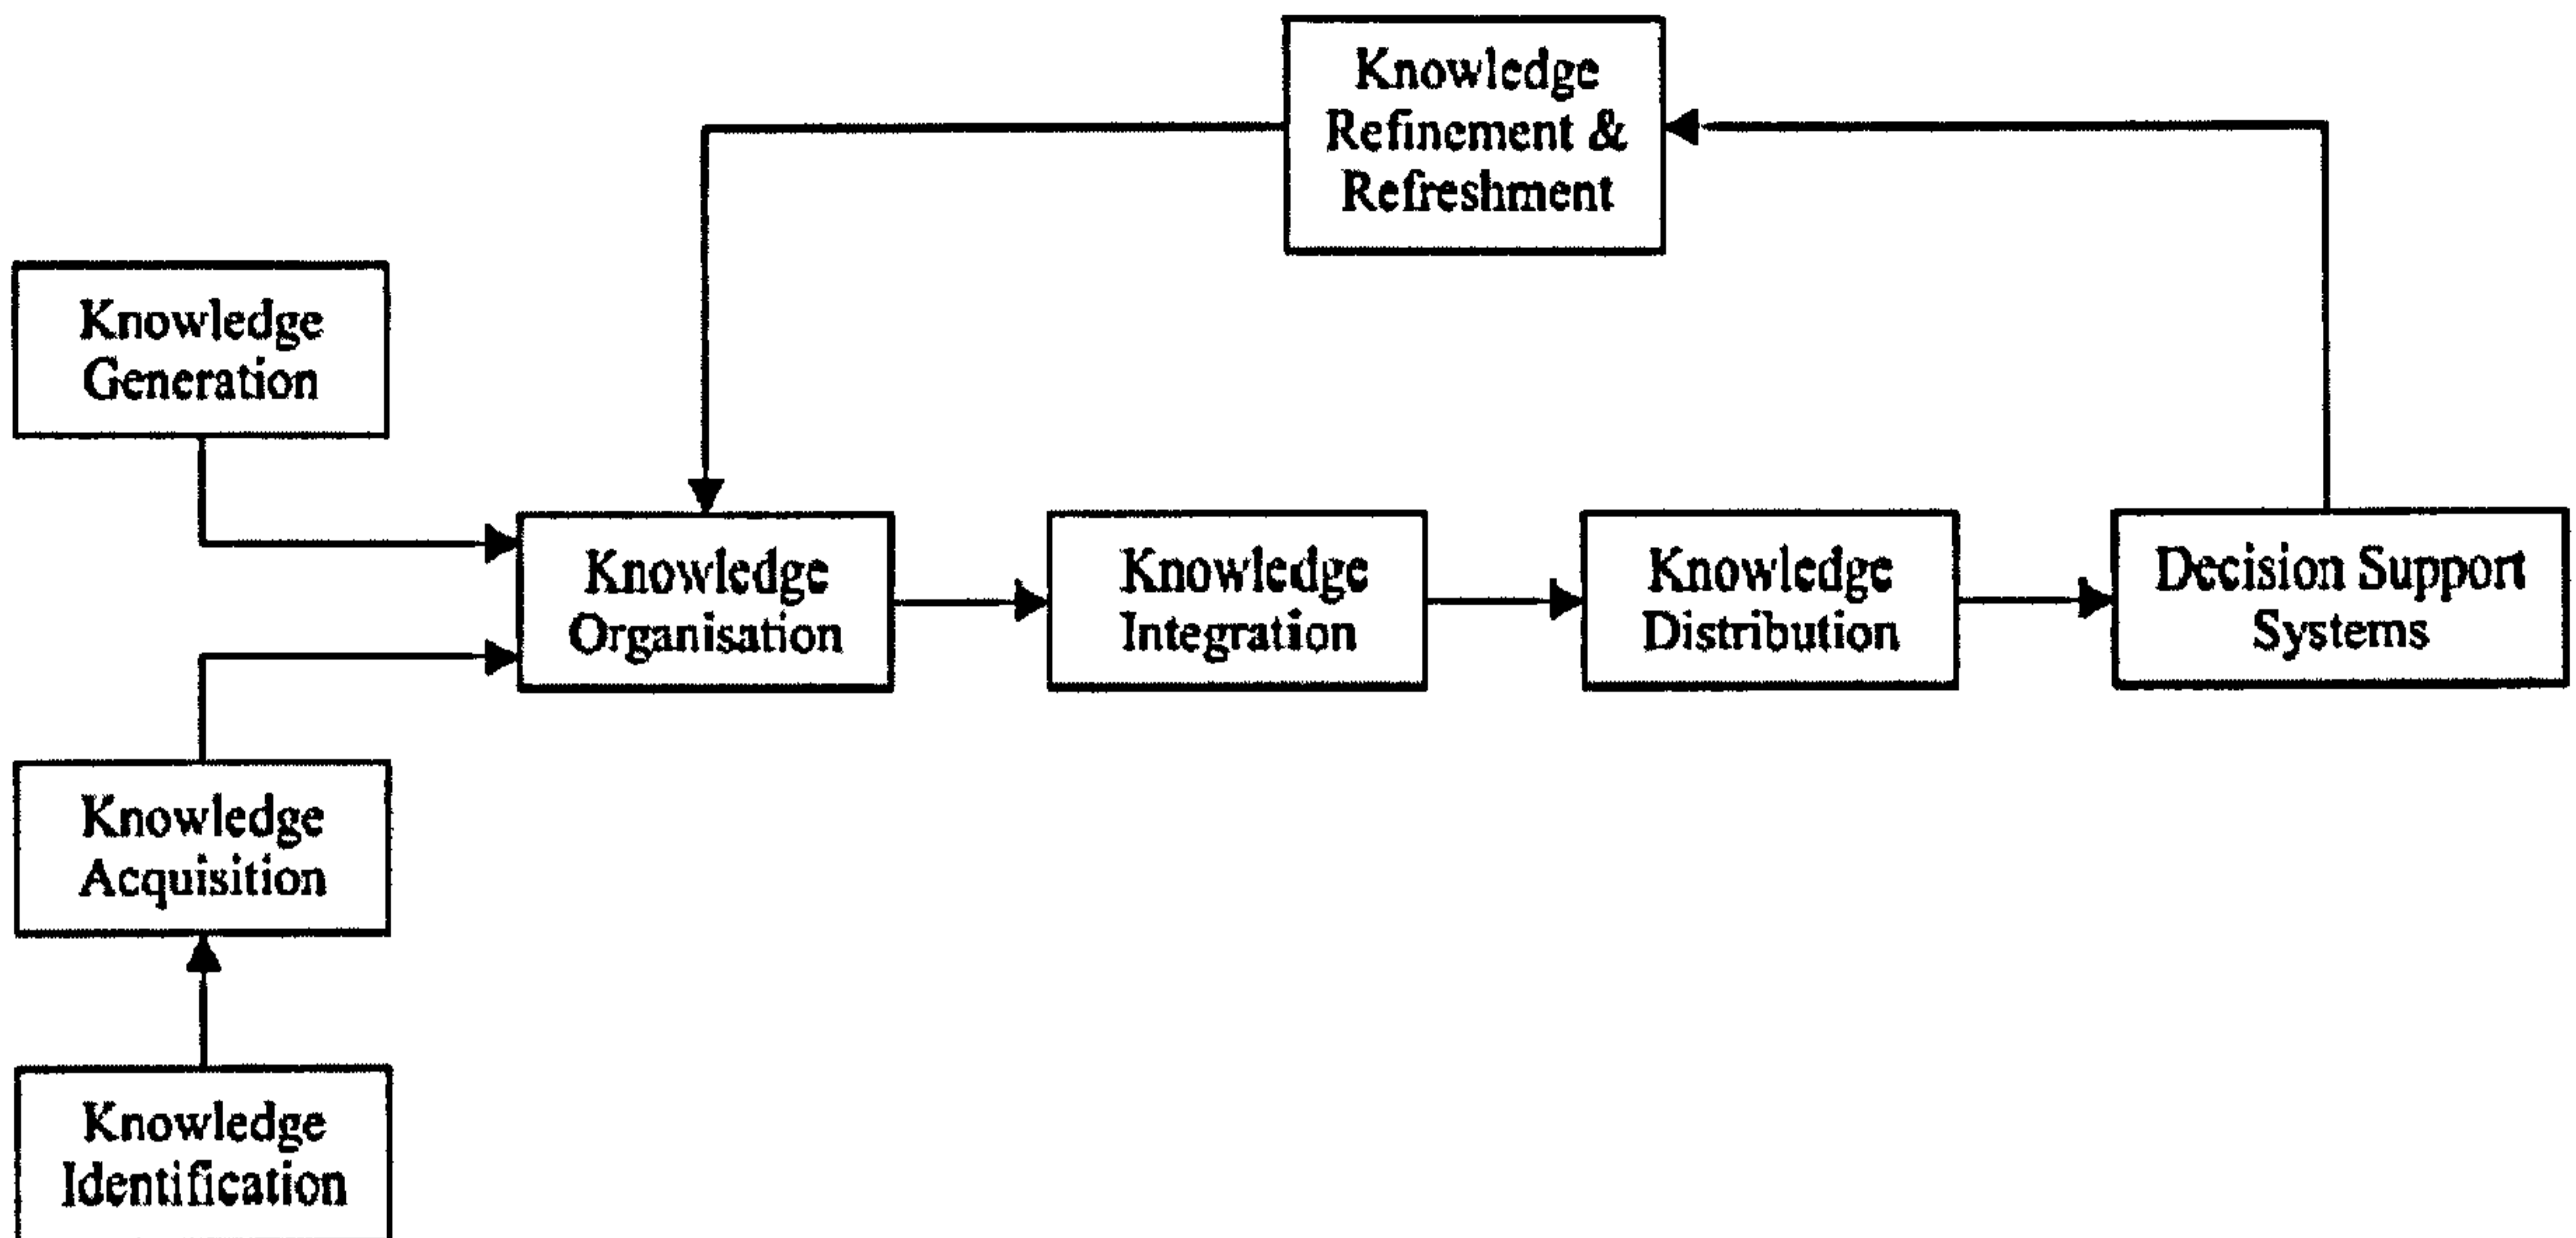 Knowledge
Refinement &
Refreshment
Knowledge
Generation
Knowledge
Organisation
Knowledge
Integration
Knowledge
Distribution
Decision Support
Systems
Knowledge
Acquisition
Knowledge
Identification